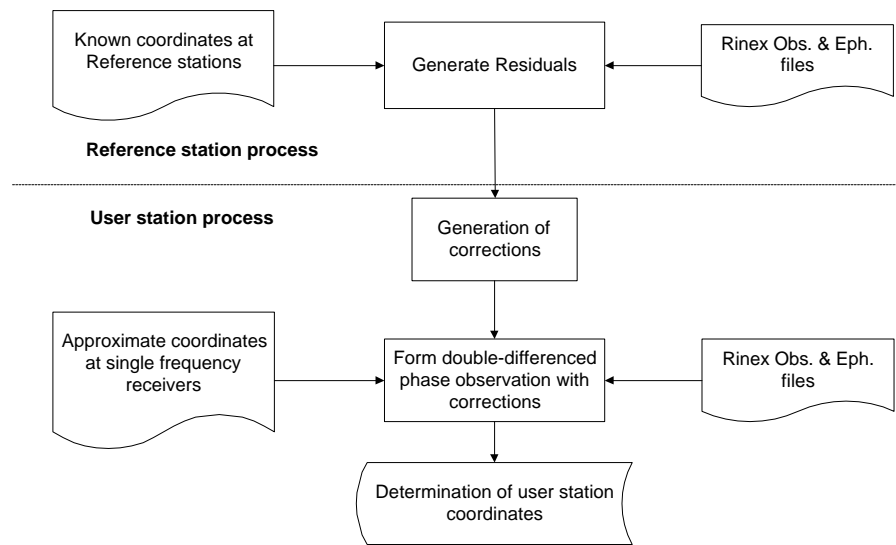 Known coordinates at
Reference stations
Generate Residuals
Rinex Obs. & Eph.
files
Reference station process
User station process
Generation of
corrections
Approximate coordinates
at single frequency
receivers
Form double-differenced
phase observation with
corrections
Rinex Obs. & Eph.
files
Determination of user station
coordinates